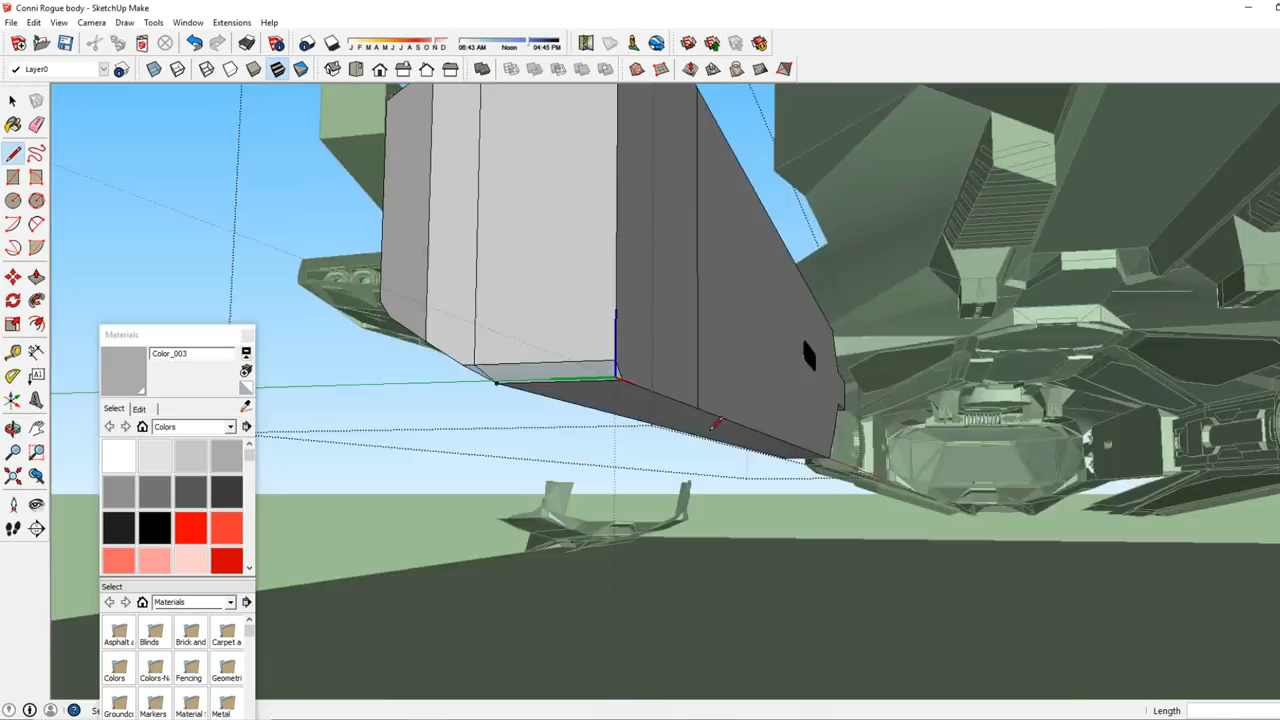 Conni Rogue body - SketchUp Make
File Edit View Camera Draw Tools Window Extensions Help
J F M A M J J A S O N D 06:43 AM Noon 04:45 PM
Layer0
Materials
Color_003
Select Edit
Colors
Select
Materials
Asphalt a Blinds Brick and Carpet a
Colors Colors-N Fencing Geometri
Groundc Markers Material Metal
Length